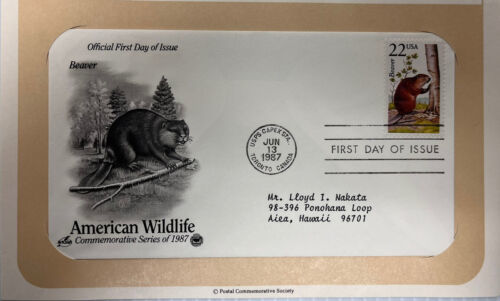 Official First Day of Issue
Beaver
22USA
Beaver
USPS CAPEX STA.
JUN
13
1987
TORONTO CANADA
FIRST DAY OF ISSUE
Mr. Lloyd I. Nakata
98-396 Ponohana Loop
Aiea, Hawaii 96701
American Wildlife
Commemorative Series of 1987
© Postal Commemorative Society